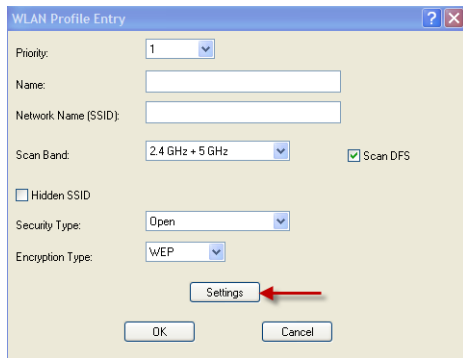 WLAN Profile Entry
Priority: 1
Name:
Network Name (SSID):
Scan Band: 2.4 GHz + 5 GHz Scan DFS
Hidden SSID
Security Type: Open
Encryption Type: WEP
Settings
OK Cancel